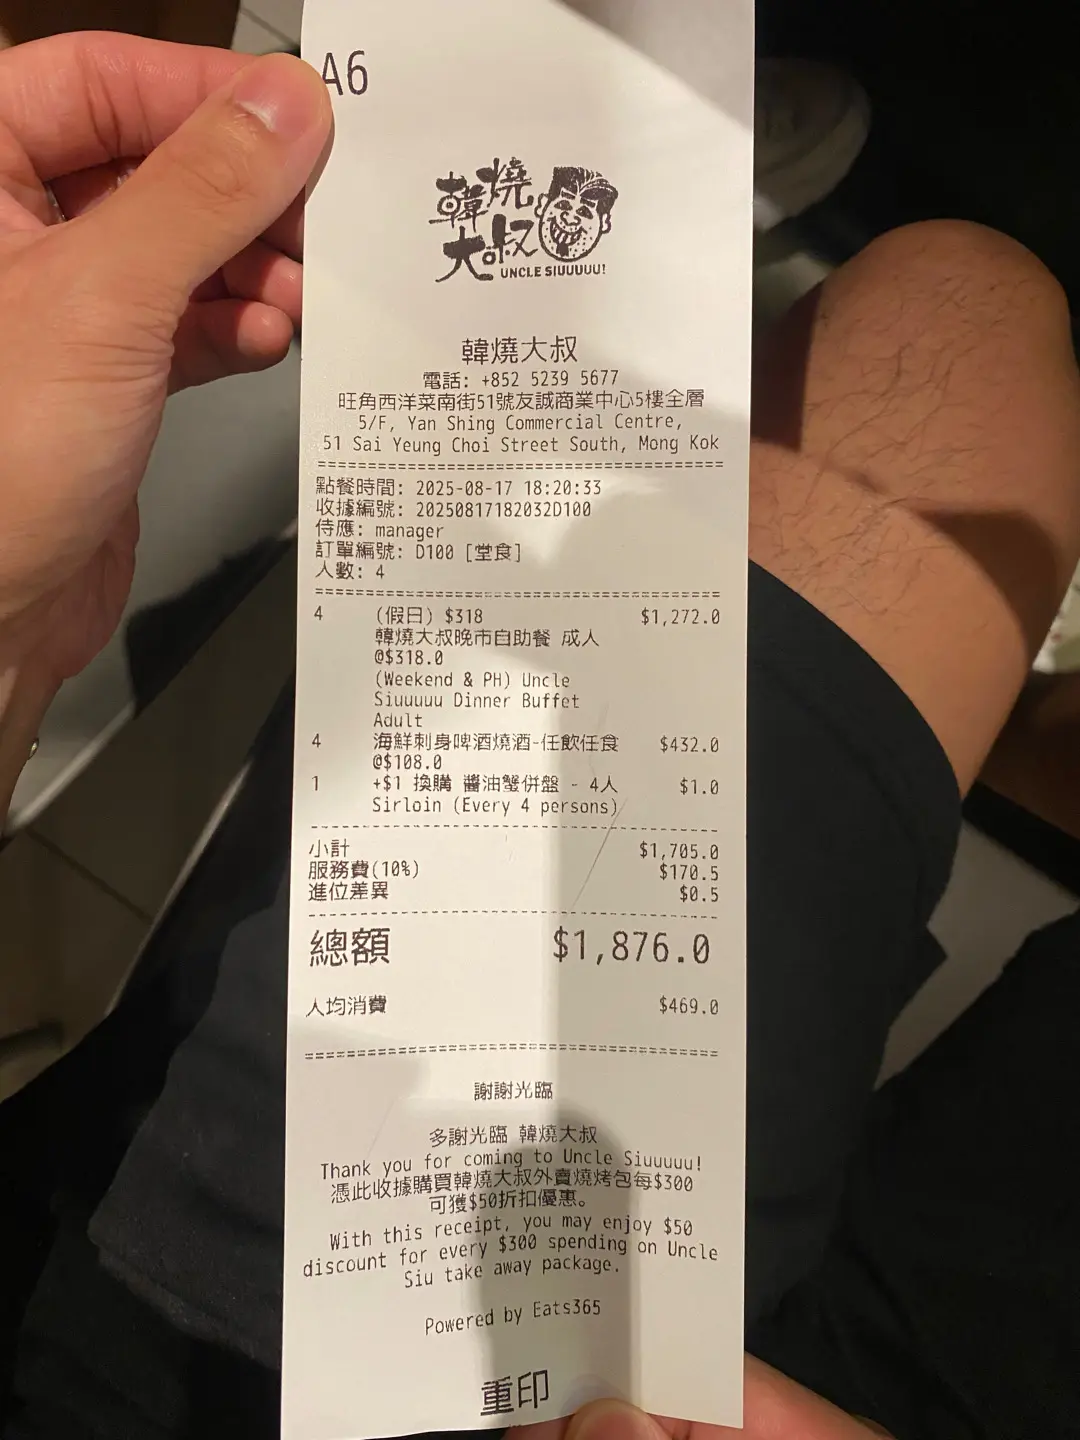 A6
韓燒
大叔
UNCLE SIUUUUU!
韓燒大叔
電話: +852 5239 5677
旺角西洋菜南街51號友誠商業中心5樓全層
5/F, Yan Shing Commercial Centre,
51 Sai Yeung Choi Street South, Mong Kok
點餐時間: 2025-08-17 18:20:33
收據編號: 20250817182032D100
侍應: manager
訂單編號: D100 [堂食]
人數: 4
4 (假日) $318 $1,272.0
韓燒大叔晚市自助餐 成人
@$318.0
(Weekend & PH) Uncle
Siuuuuu Dinner Buffet
Adult
4 海鮮刺身啤酒燒酒-任飲任食 $432.0
@$108.0
1 +$1 換購 醬油蟹併盤 - 4人 $1.0
Sirloin (Every 4 persons)
小計 $1,705.0
服務費(10%) $170.5
進位差異 $0.5
總額 $1,876.0
人均消費 $469.0
謝謝光臨
多謝光臨 韓燒大叔
Thank you for coming to Uncle Siuuuuu!
憑此收據購買韓燒大叔外賣燒烤包每$300
可獲$50折扣優惠。
With this receipt, you may enjoy $50
discount for every $300 spending on Uncle
Siu take away package.
Powered by Eats365
重印